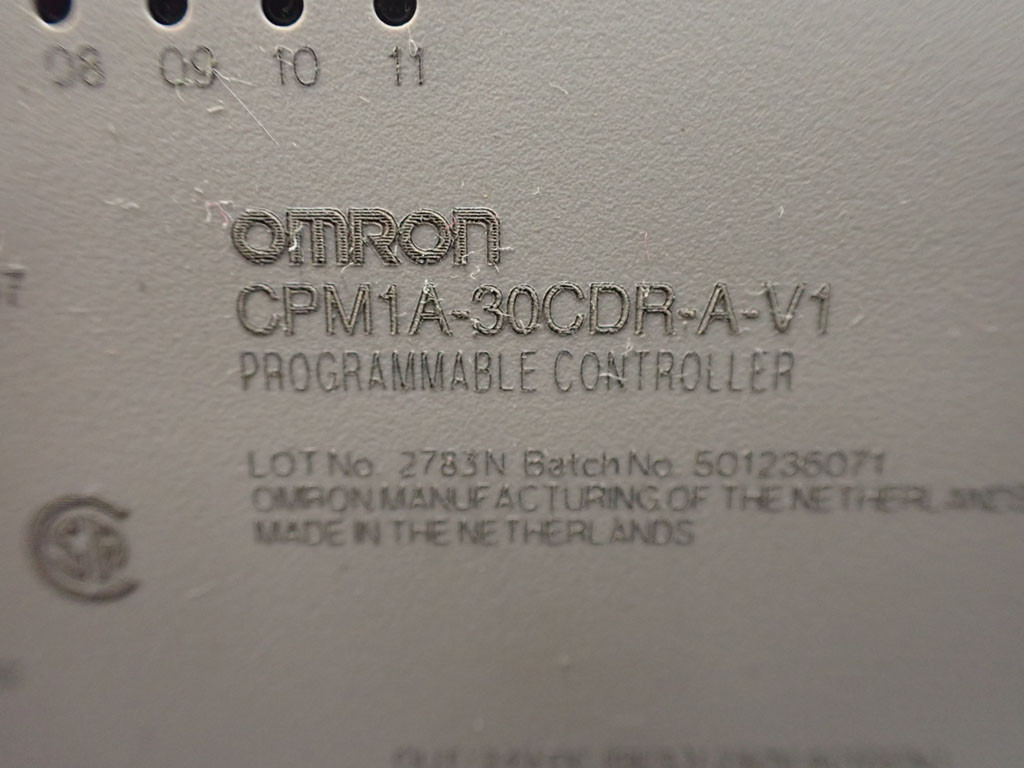 08 09 10 11
OMRON
CPM1A-30CDR-A-V1
PROGRAMMABLE CONTROLLER
LOT No. 2783N Batch No. 501235071
OMRON MANUFACTURING OF THE NETHERLANDS
MADE IN THE NETHERLANDS